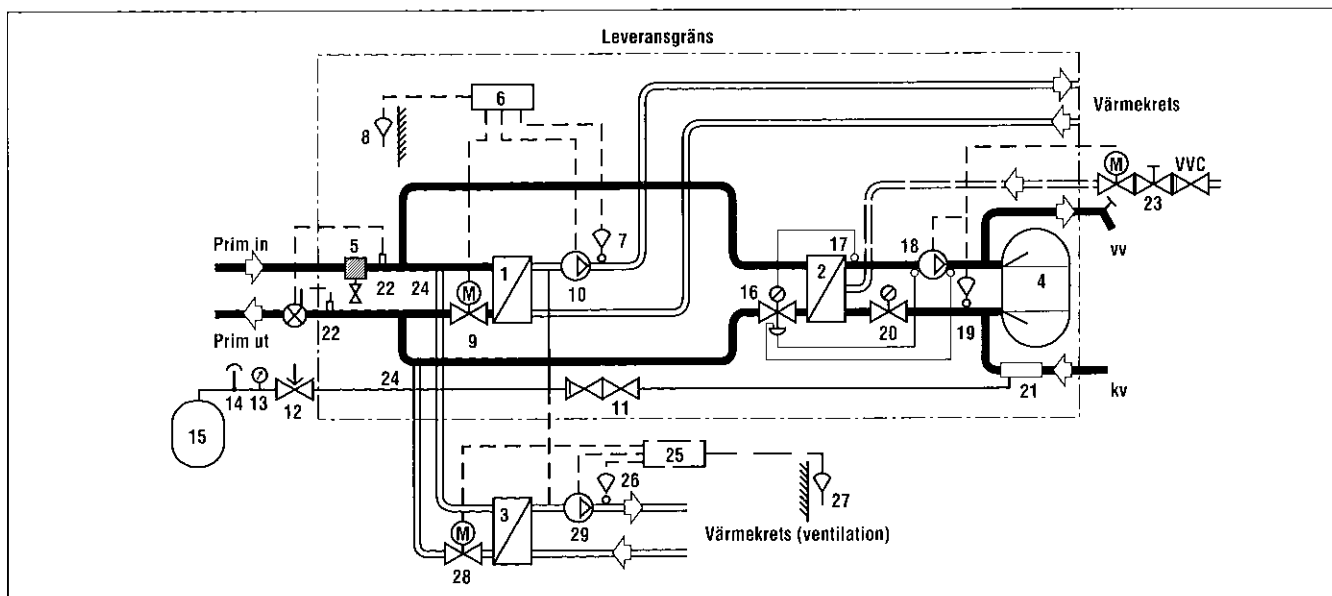 Leveransgräns
6
8
Värmekrets
M
VVC
23
vv
Prim in
5
22
24
1
7
10
M
9
Prim ut
22
17
2
18
16
20
19
4
24
14
13
12
11
21
kv
15
25
26
27
3
M
28
29
Värmekrets (ventilation)